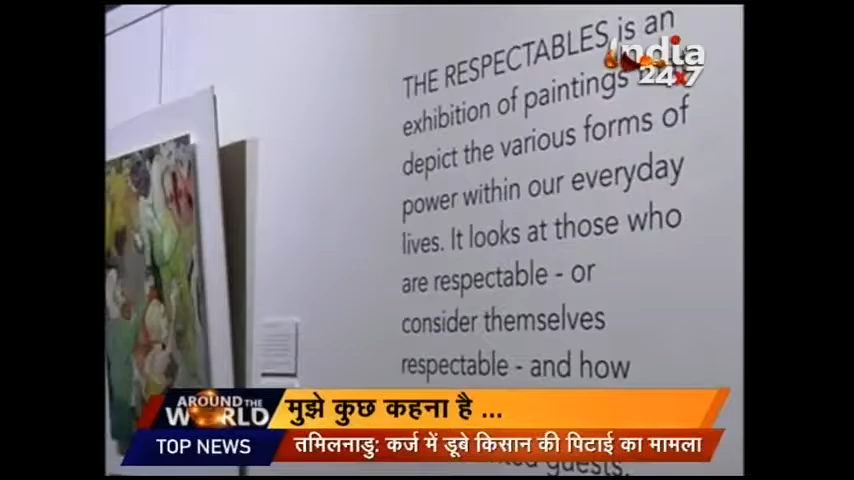 THE RESPECTABLES is an
exhibition of paintings
depict the various forms of
power within our everyday
lives. It looks at those who
are respectable - or
consider themselves
respectable - and how
guests.
India
24x7
AROUND THE
WORLD
मुझे कुछ कहना है ...
TOP NEWS
तमिलनाडु: कर्ज में डूबे किसान की पिटाई का मामला